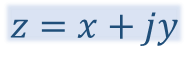 z = x + jy